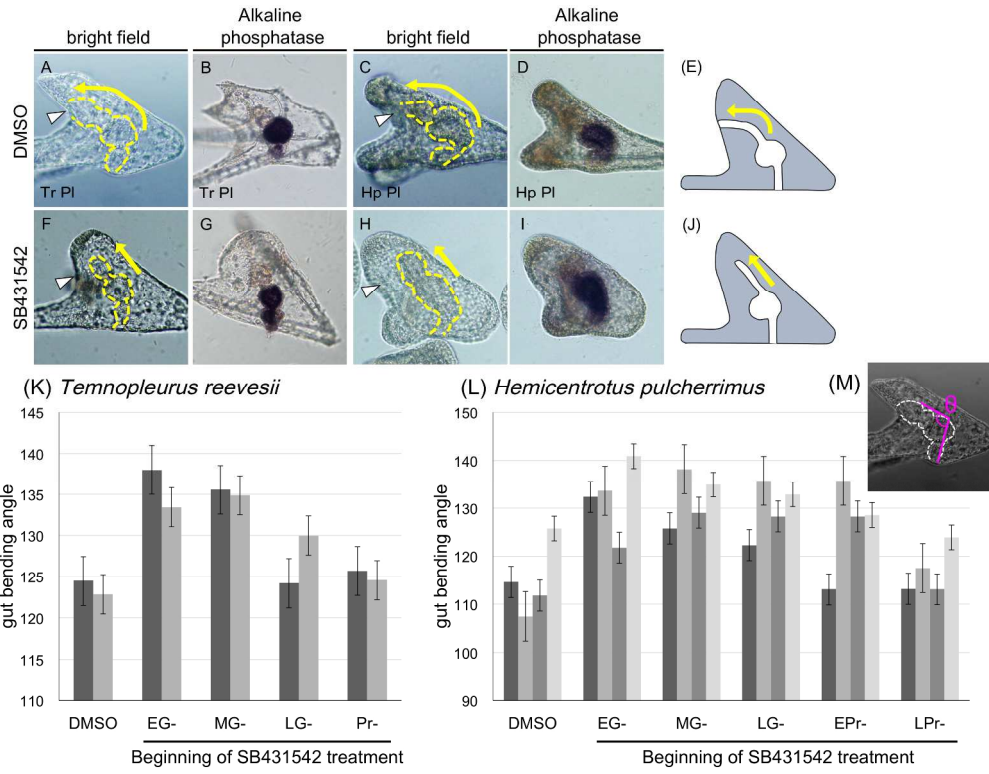 bright field
Alkaline
phosphatase
bright field
Alkaline
phosphatase
DMSO
A
Tr Pl
B
Tr Pl
C
Hp Pl
D
Hp Pl
(E)
SB431542
F
G
H
I
(J)
(K) Temnopleurus reevesii
gut bending angle
145
140
135
130
125
120
115
110
DMSO EG- MG- LG- Pr-
Beginning of SB431542 treatment
(L) Hemicentrotus pulcherrimus
gut bending angle
150
140
130
120
110
100
90
DMSO EG- MG- LG- EPr- LPr-
Beginning of SB431542 treatment
(M)
θ